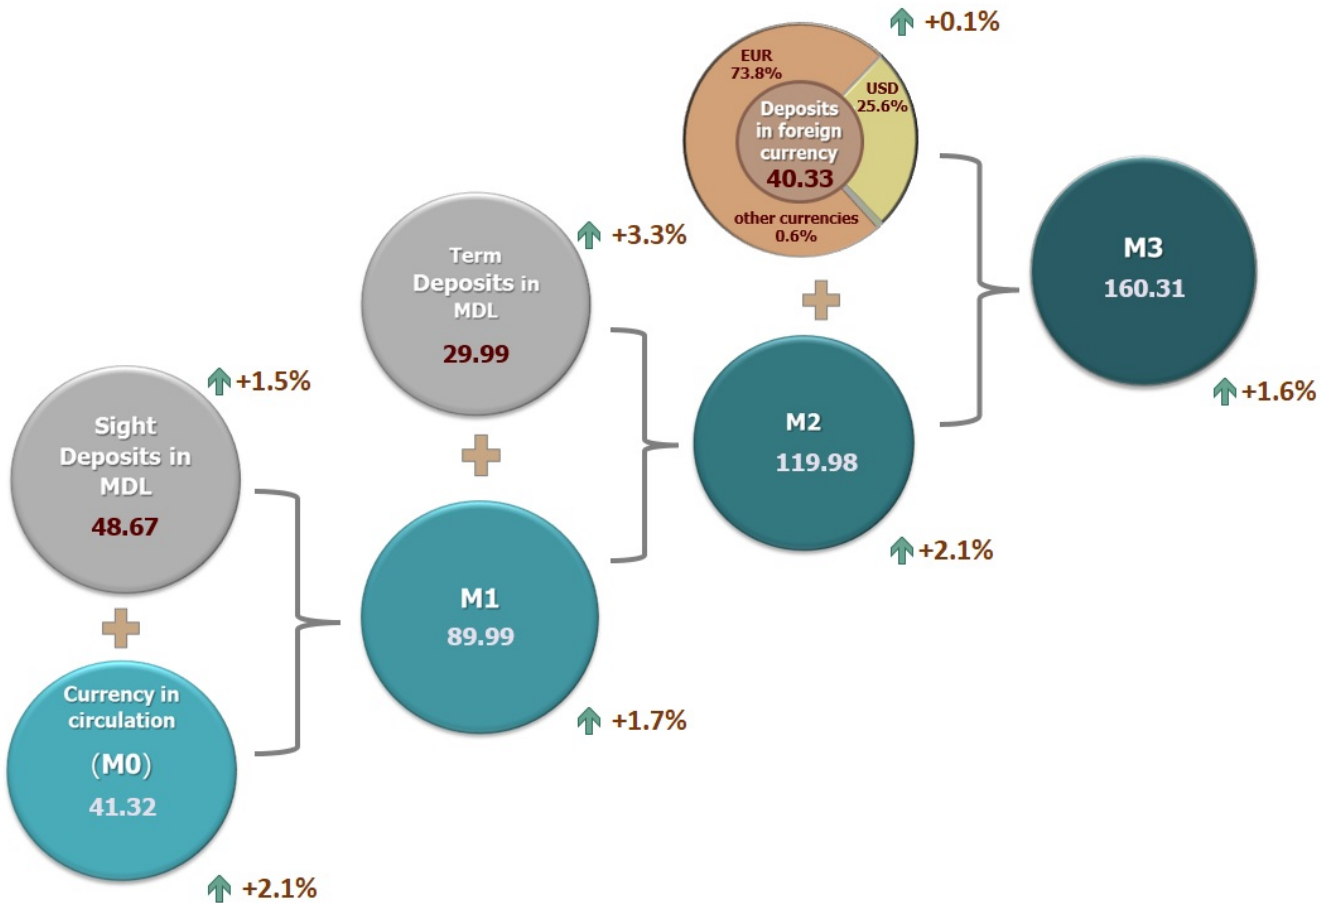 +0.1%
EUR
73.8%
USD
25.6%
Deposits
in foreign
currency
40.33
other currencies
0.6%
M3
160.31
+1.6%
Term
Deposits in
MDL
29.99
+3.3%
M2
119.98
+2.1%
Sight
Deposits in
MDL
48.67
+1.5%
M1
89.99
+1.7%
Currency in
circulation
(M0)
41.32
+2.1%